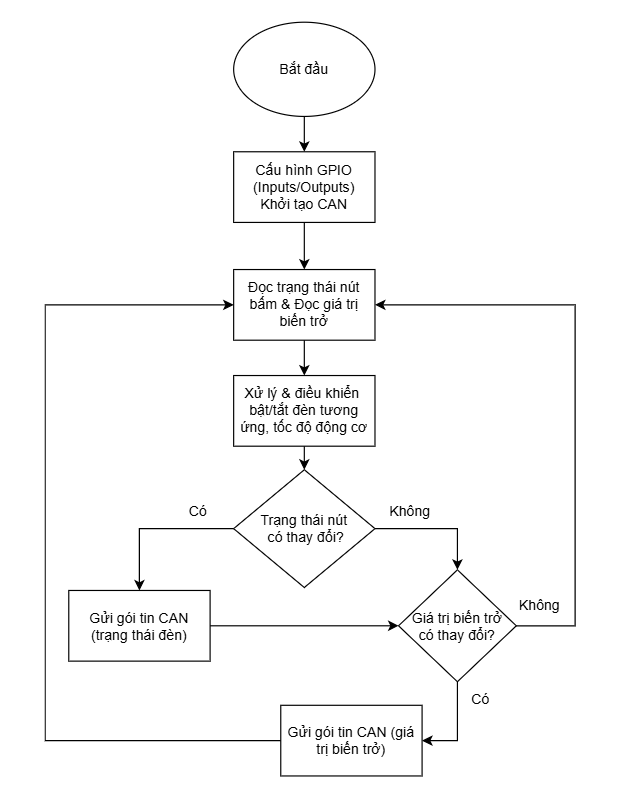 Bắt đầu
Cấu hình GPIO
(Inputs/Outputs)
Khởi tạo CAN
Đọc trạng thái nút
bấm & Đọc giá trị
biến trở
Xử lý & điều khiển
bật/tắt đèn tương
ứng, tốc độ động cơ
Trạng thái nút
có thay đổi?
Có
Không
Gửi gói tin CAN
(trạng thái đèn)
Giá trị biến trở
có thay đổi?
Không
Có
Gửi gói tin CAN (giá
trị biến trở)